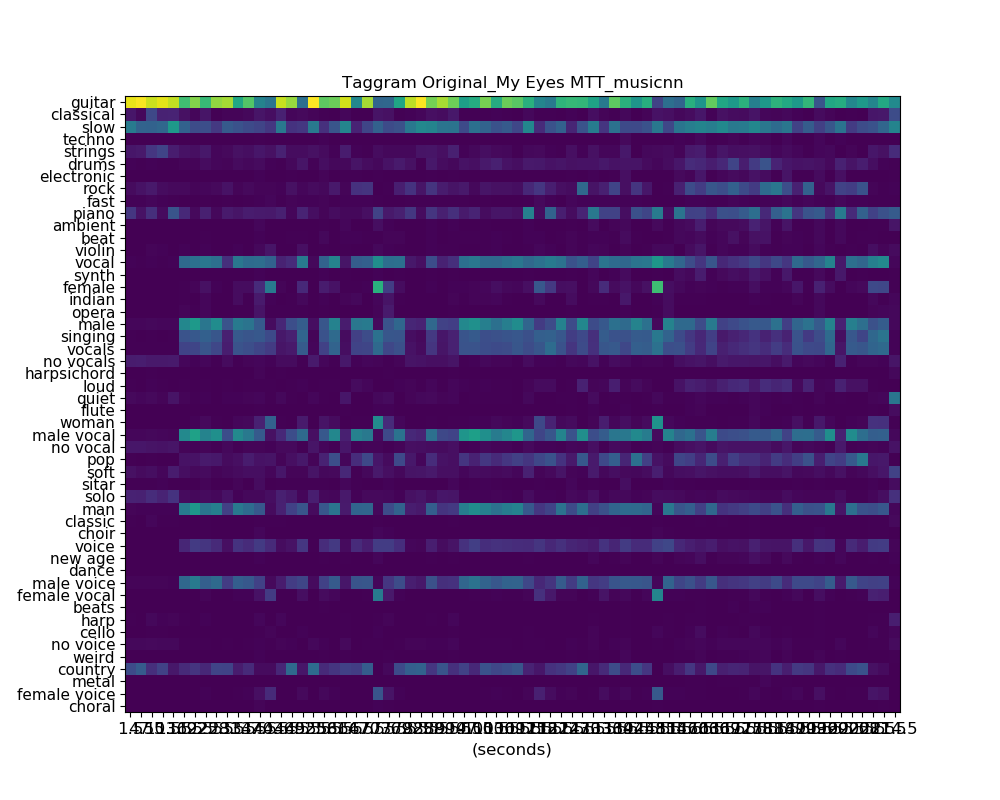 Taggram Original_My Eyes MTT_musicnn
guitar
classical
slow
techno
strings
drums
electronic
rock
fast
piano
ambient
beat
violin
vocal
synth
female
indian
opera
male
singing
vocals
no vocals
harpsichord
loud
quiet
flute
woman
male vocal
no vocal
pop
soft
sitar
solo
man
classic
choir
voice
new age
dance
male voice
female vocal
beats
harp
cello
no voice
weird
country
metal
female voice
choral
(seconds)